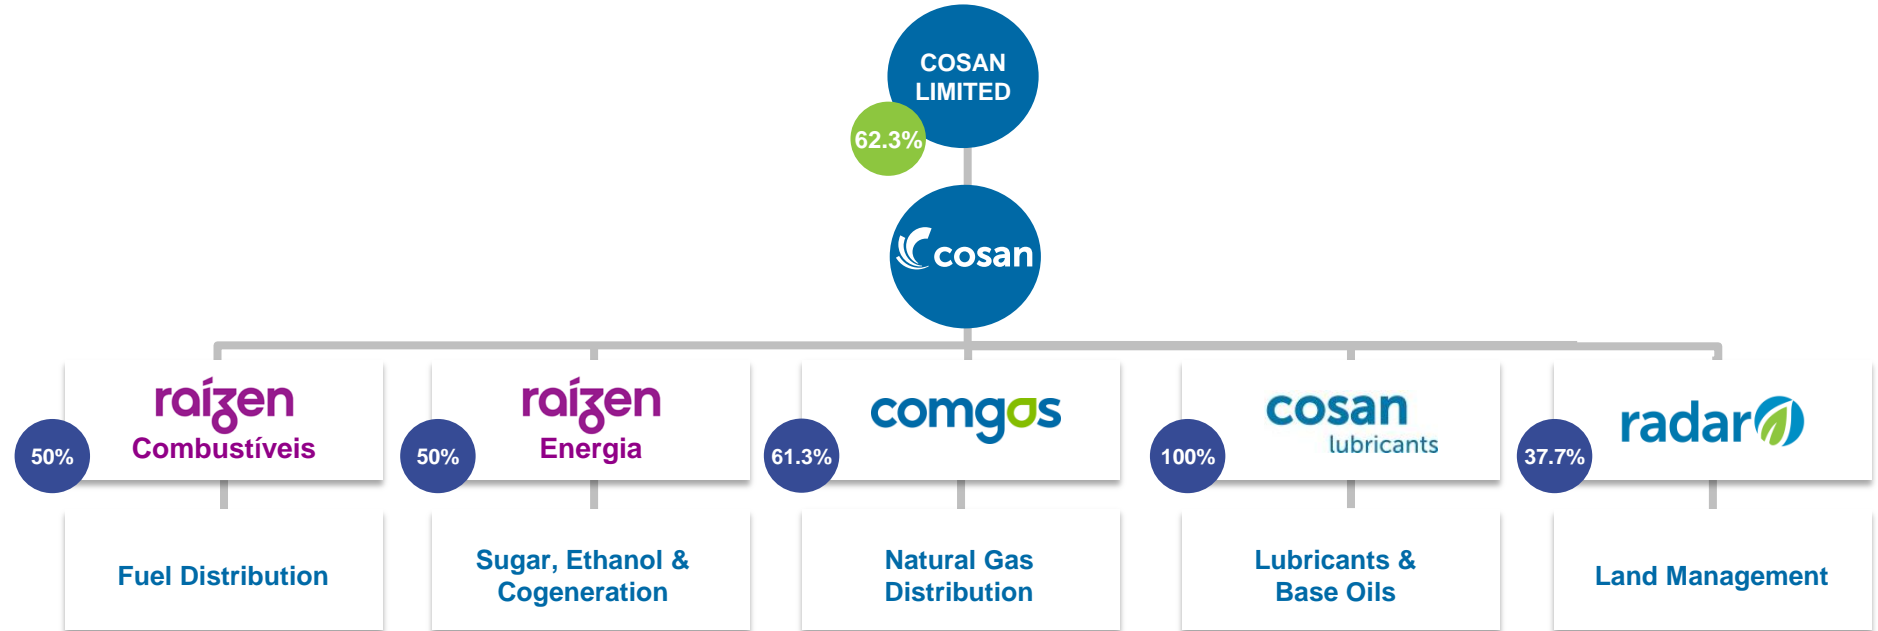 COSAN
LIMITED
62.3%
cosan
raízen
Combustíveis
50%
raízen
Energia
50%
comgas
61.3%
cosan
lubricants
100%
radar
37.7%
Fuel Distribution
Sugar, Ethanol &
Cogeneration
Natural Gas
Distribution
Lubricants &
Base Oils
Land Management